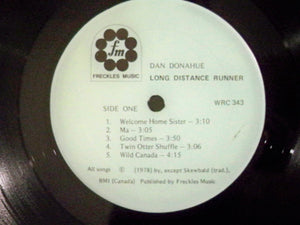 fm
FRECKLES MUSIC
DAN DONAHUE
LONG DISTANCE RUNNER
WRC 343
SIDE ONE
1. Welcome Home Sister – 3:10
2. Ma – 3:05
3. Good Times – 3:50
4. Twin Otter Shuffle – 3:06
5. Wild Canada – 4:15
All songs Ⓒ [1978] by, except Skewbald (trad.),
BMI (Canada) Published by Freckles Music.